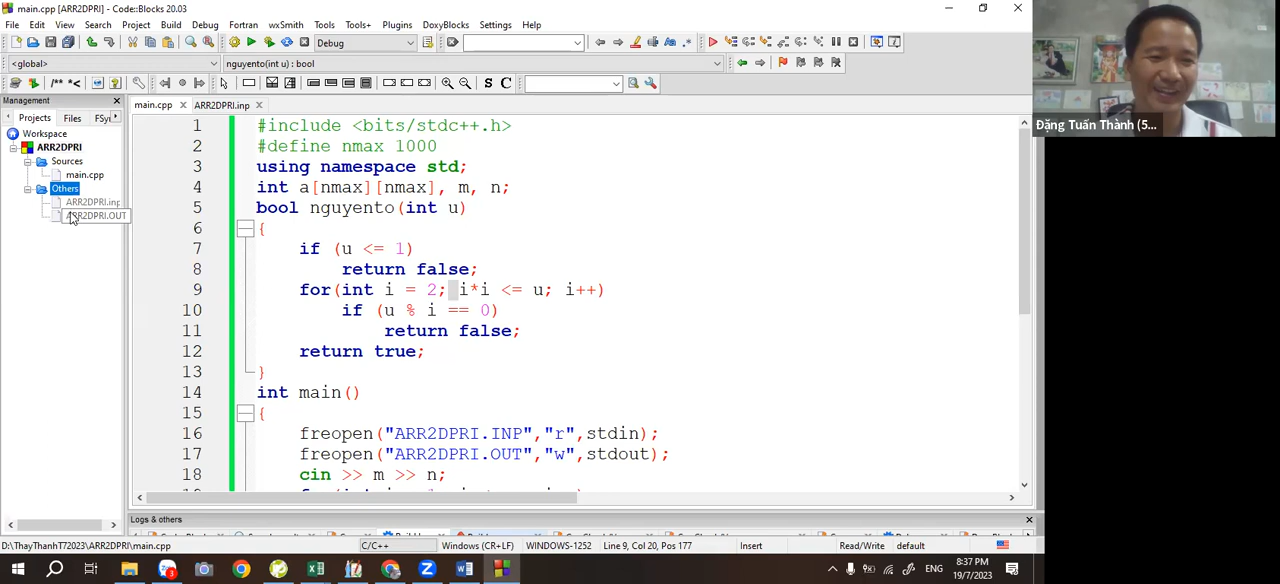 main.cpp [ARR2DPRI] - Code::Blocks 20.03
File Edit View Search Project Build Debug Fortran wxSmith Tools Tools+ Plugins DoxyBlocks Settings Help
Debug
<global> nguyento(int u) : bool
/** *< S C
Management
main.cpp ARR2DPRI.inp
Projects Files FSy
Workspace
ARR2DPRI
Sources
main.cpp
Others
ARR2DPRI.inp
ARR2DPRI.OUT
1 #include <bits/stdc++.h>
2 #define nmax 1000
3 using namespace std;
4 int a[nmax][nmax], m, n;
5 bool nguyento(int u)
6 {
7 if (u <= 1)
8 return false;
9 for(int i = 2; i*i <= u; i++)
10 if (u % i == 0)
11 return false;
12 return true;
13 }
14 int main()
15 {
16 freopen("ARR2DPRI.INP","r",stdin);
17 freopen("ARR2DPRI.OUT","w",stdout);
18 cin >> m >> n;
Logs & others
D:\ThayThanhT72023\ARR2DPRI\main.cpp C/C++ Windows (CR+LF) WINDOWS-1252 Line 9, Col 20, Pos 177 Insert Read/Write default
ENG 8:37 PM
19/7/2023
Đặng Tuấn Thành (5...